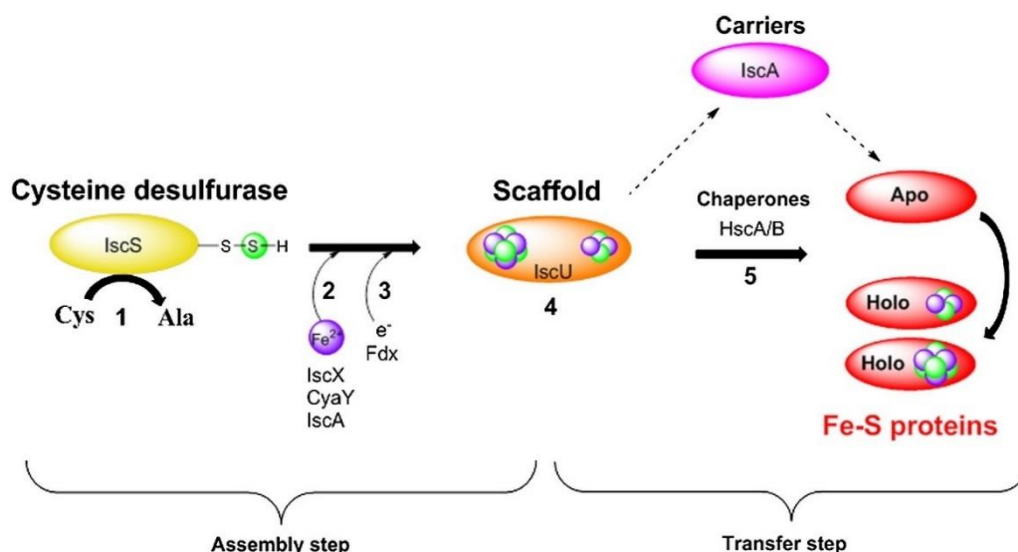 Carriers
IscA
Cysteine desulfurase
Scaffold
Chaperones
HscA/B
Apo
IscS
S
S
H
IscU
Cys
1
Ala
2
3
4
5
Fe2+
e-
Fdx
IscX
CyaY
IscA
Holo
Holo
Fe-S proteins
Assembly step
Transfer step